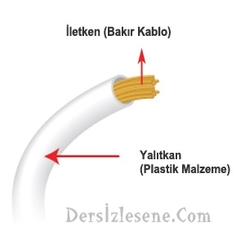 İletken (Bakır Kablo)
Yalıtkan
(Plastik Malzeme)
Dersizlesene.Com